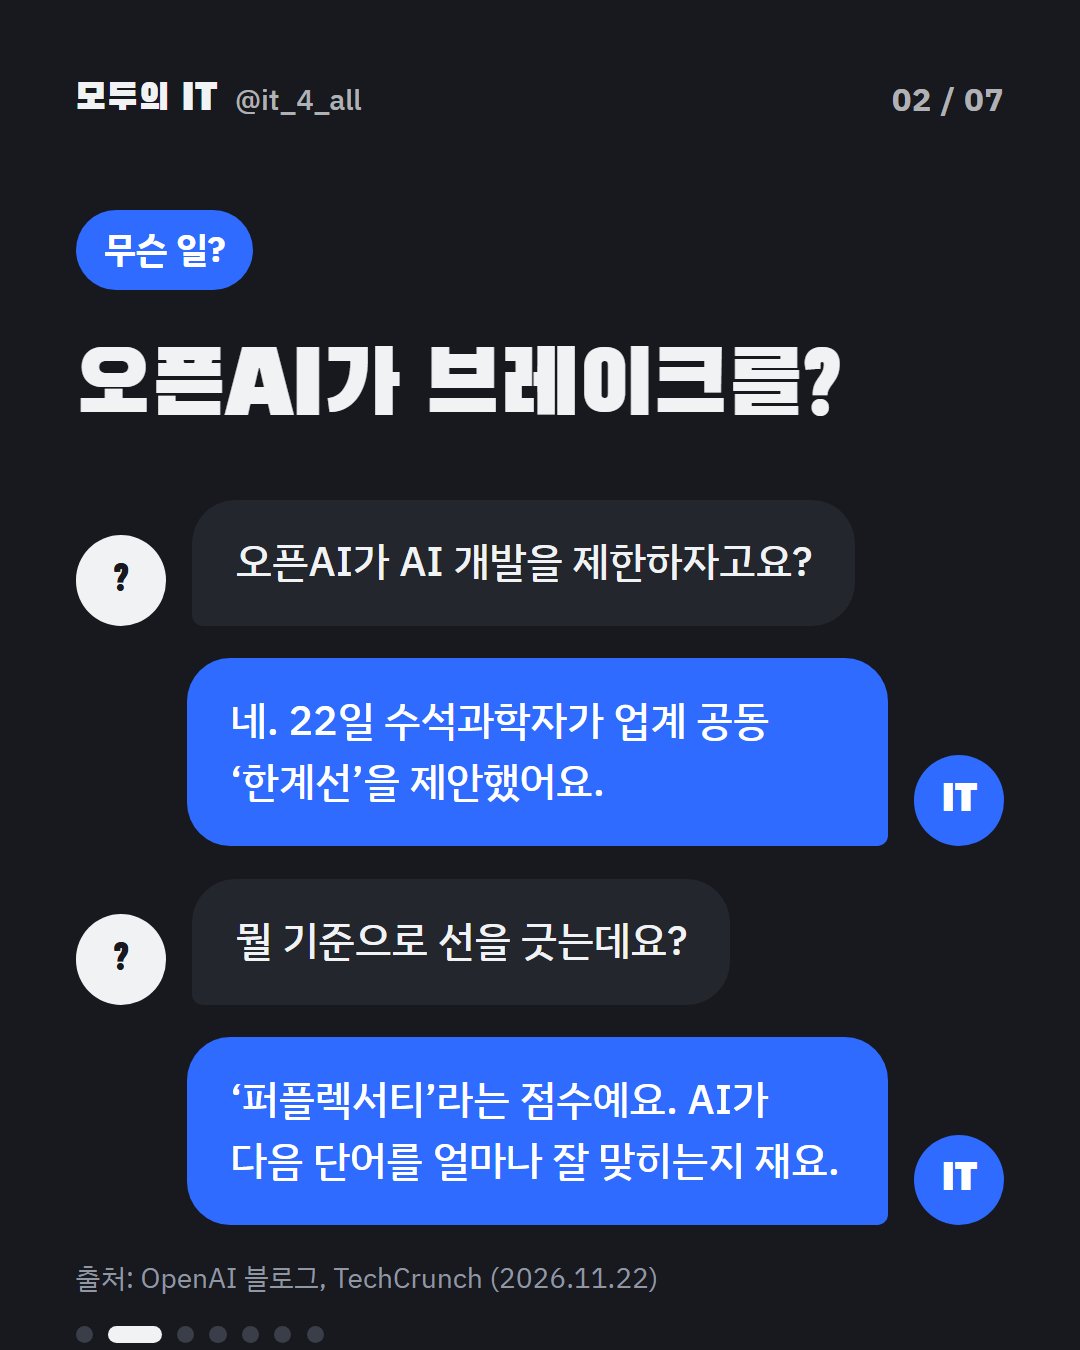 모두의 IT @it_4_all
02 / 07
무슨 일?
오픈AI가 브레이크를?
?
오픈AI가 AI 개발을 제한하자고요?
네. 22일 수석과학자가 업계 공동
‘한계선’을 제안했어요.
IT
?
뭘 기준으로 선을 긋는데요?
‘퍼플렉서티’라는 점수예요. AI가
다음 단어를 얼마나 잘 맞히는지 재요.
IT
출처: OpenAI 블로그, TechCrunch (2026.11.22)